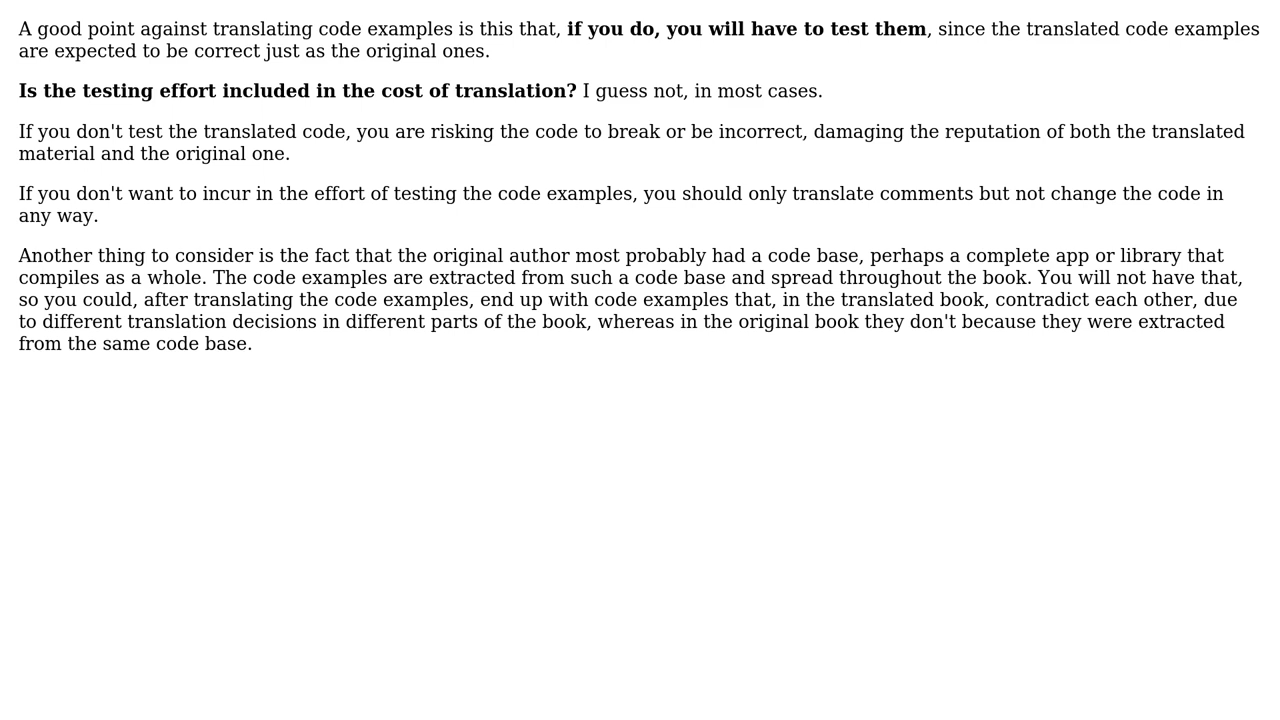 A good point against translating code examples is this that, if you do, you will have to test them, since the translated code examples
are expected to be correct just as the original ones.
Is the testing effort included in the cost of translation? I guess not, in most cases.
If you don't test the translated code, you are risking the code to break or be incorrect, damaging the reputation of both the translated
material and the original one.
If you don't want to incur in the effort of testing the code examples, you should only translate comments but not change the code in
any way.
Another thing to consider is the fact that the original author most probably had a code base, perhaps a complete app or library that
compiles as a whole. The code examples are extracted from such a code base and spread throughout the book. You will not have that,
so you could, after translating the code examples, end up with code examples that, in the translated book, contradict each other, due
to different translation decisions in different parts of the book, whereas in the original book they don't because they were extracted
from the same code base.